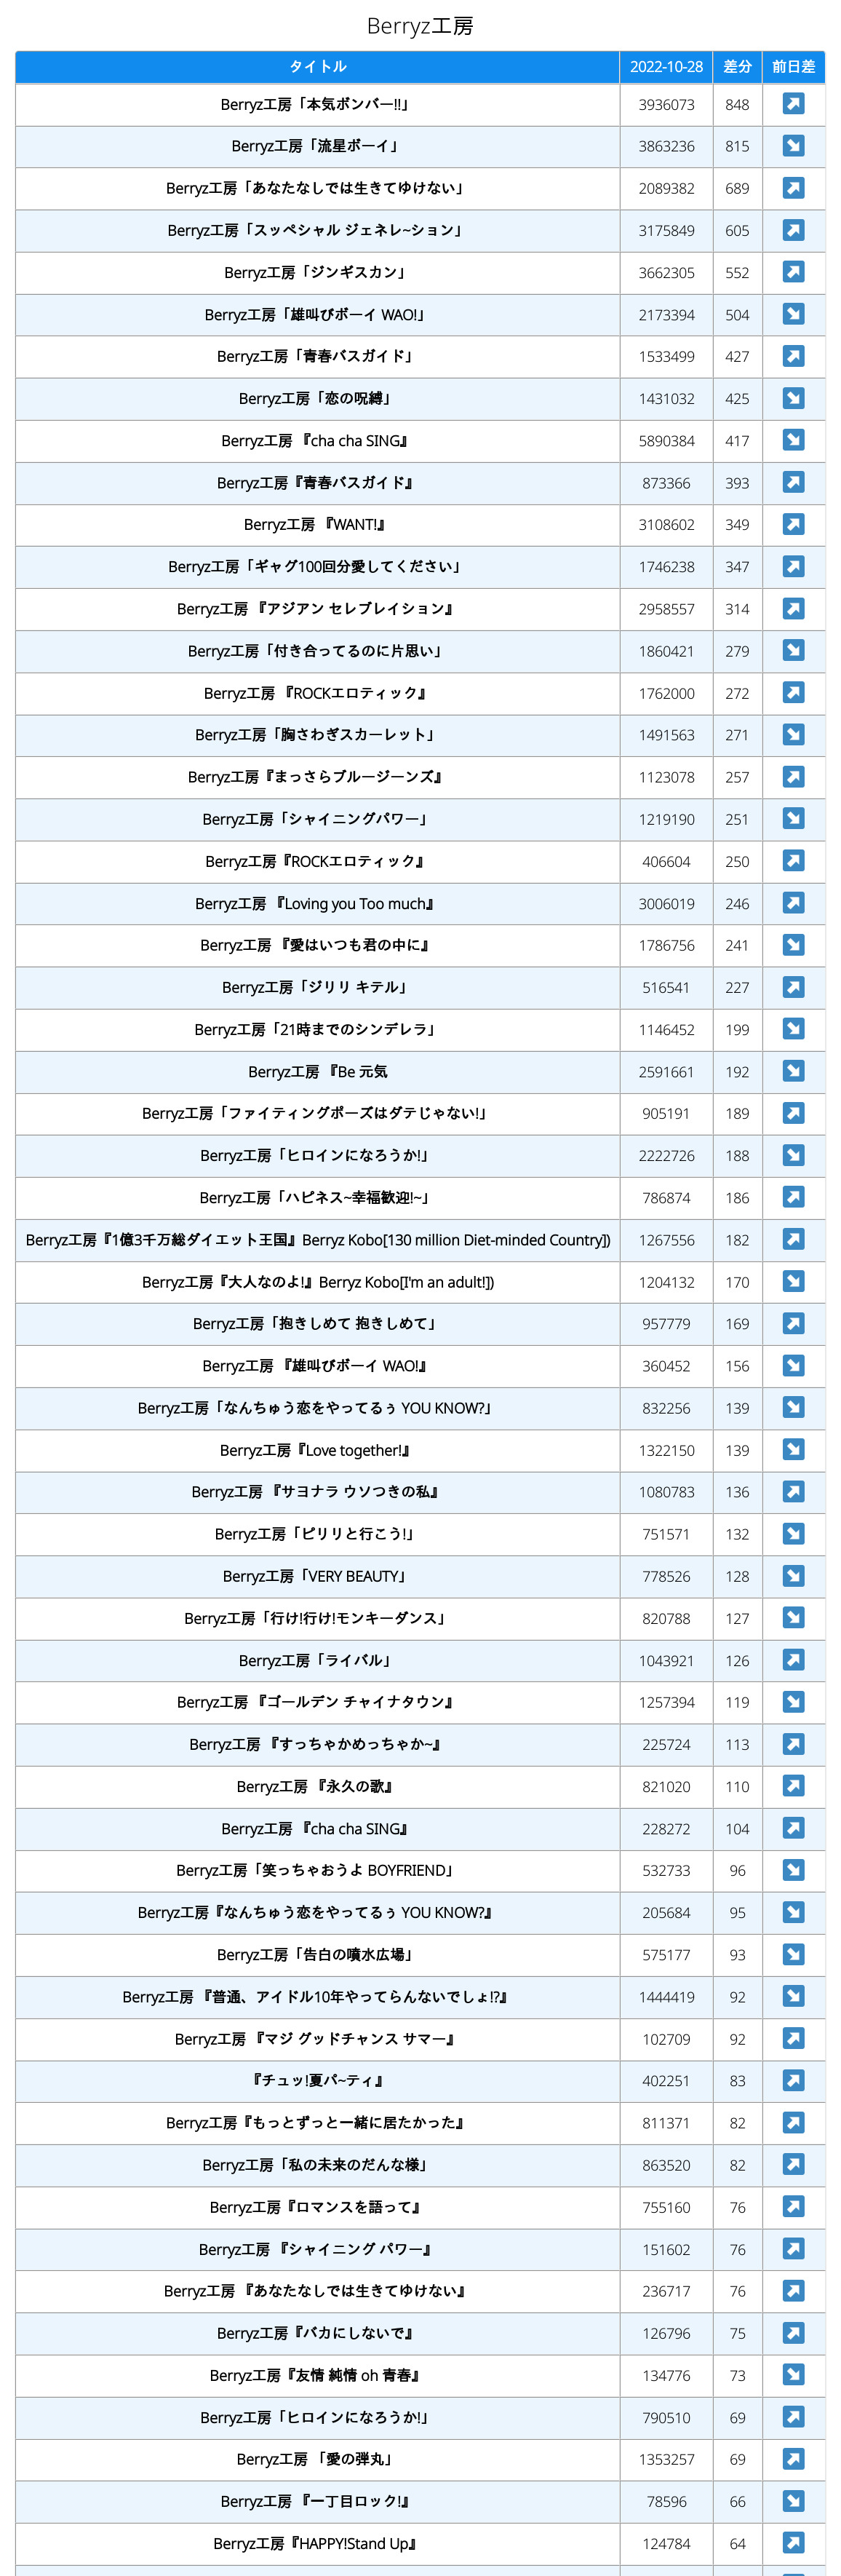 Berryz工房
タイトル 2022-10-28 差分 前日差
Berryz工房「本気ボンバー!!」 3936073 848 ↗
Berryz工房「流星ボーイ」 3863236 815 ↘
Berryz工房「あなたなしでは生きてゆけない」 2089382 689 ↗
Berryz工房「スッペシャル ジェネレ~ション」 3175849 605 ↗
Berryz工房「ジンギスカン」 3662305 552 ↗
Berryz工房「雄叫びボーイ WAO!」 2173394 504 ↘
Berryz工房「青春バスガイド」 1533499 427 ↗
Berryz工房「恋の呪縛」 1431032 425 ↘
Berryz工房 『cha cha SING』 5890384 417 ↘
Berryz工房『青春バスガイド』 873366 393 ↗
Berryz工房 『WANT!』 3108602 349 ↗
Berryz工房「ギャグ100回分愛してください」 1746238 347 ↗
Berryz工房 『アジアン セレブレイション』 2958557 314 ↗
Berryz工房「付き合ってるのに片思い」 1860421 279 ↘
Berryz工房 『ROCKエロティック』 1762000 272 ↗
Berryz工房「胸さわぎスカーレット」 1491563 271 ↘
Berryz工房『まっさらブルージーンズ』 1123078 257 ↗
Berryz工房「シャイニングパワー」 1219190 251 ↘
Berryz工房『ROCKエロティック』 406604 250 ↗
Berryz工房 『Loving you Too much』 3006019 246 ↗
Berryz工房 『愛はいつも君の中に』 1786756 241 ↘
Berryz工房「ジリリ キテル」 516541 227 ↗
Berryz工房「21時までのシンデレラ」 1146452 199 ↘
Berryz工房 『Be 元気 2591661 192 ↘
Berryz工房「ファイティングポーズはダテじゃない!」 905191 189 ↗
Berryz工房「ヒロインになろうか!」 2222726 188 ↘
Berryz工房「ハピネス~幸福歓迎!~」 786874 186 ↗
Berryz工房『1億3千万総ダイエット王国』Berryz Kobo[130 million Diet-minded Country]) 1267556 182 ↗
Berryz工房『大人なのよ!』Berryz Kobo[I'm an adult!]) 1204132 170 ↘
Berryz工房「抱きしめて 抱きしめて」 957779 169 ↗
Berryz工房 『雄叫びボーイ WAO!』 360452 156 ↘
Berryz工房「なんちゅう恋をやってるぅ YOU KNOW?」 832256 139 ↘
Berryz工房『Love together!』 1322150 139 ↘
Berryz工房 『サヨナラ ウソつきの私』 1080783 136 ↗
Berryz工房「ピリリと行こう!」 751571 132 ↘
Berryz工房「VERY BEAUTY」 778526 128 ↘
Berryz工房「行け!行け!モンキーダンス」 820788 127 ↘
Berryz工房「ライバル」 1043921 126 ↗
Berryz工房 『ゴールデン チャイナタウン』 1257394 119 ↘
Berryz工房 『すっちゃかめっちゃか~』 225724 113 ↗
Berryz工房 『永久の歌』 821020 110 ↗
Berryz工房 『cha cha SING』 228272 104 ↗
Berryz工房「笑っちゃおうよ BOYFRIEND」 532733 96 ↘
Berryz工房『なんちゅう恋をやってるぅ YOU KNOW?』 205684 95 ↘
Berryz工房「告白の噴水広場」 575177 93 ↘
Berryz工房 『普通、アイドル10年やってらんないでしょ!?』 1444419 92 ↘
Berryz工房 『マジ グッドチャンス サマー』 102709 92 ↗
『チュッ!夏パ~ティ』 402251 83 ↗
Berryz工房『もっとずっと一緒に居たかった』 811371 82 ↗
Berryz工房「私の未来のだんな様」 863520 82 ↗
Berryz工房『ロマンスを語って』 755160 76 ↗
Berryz工房 『シャイニング パワー』 151602 76 ↗
Berryz工房 『あなたなしでは生きてゆけない』 236717 76 ↗
Berryz工房『バカにしないで』 126796 75 ↗
Berryz工房『友情 純情 oh 青春』 134776 73 ↘
Berryz工房「ヒロインになろうか!」 790510 69 ↗
Berryz工房 「愛の弾丸」 1353257 69 ↗
Berryz工房 『一丁目ロック!』 78596 66 ↘
Berryz工房『HAPPY!Stand Up』 124784 64 ↗